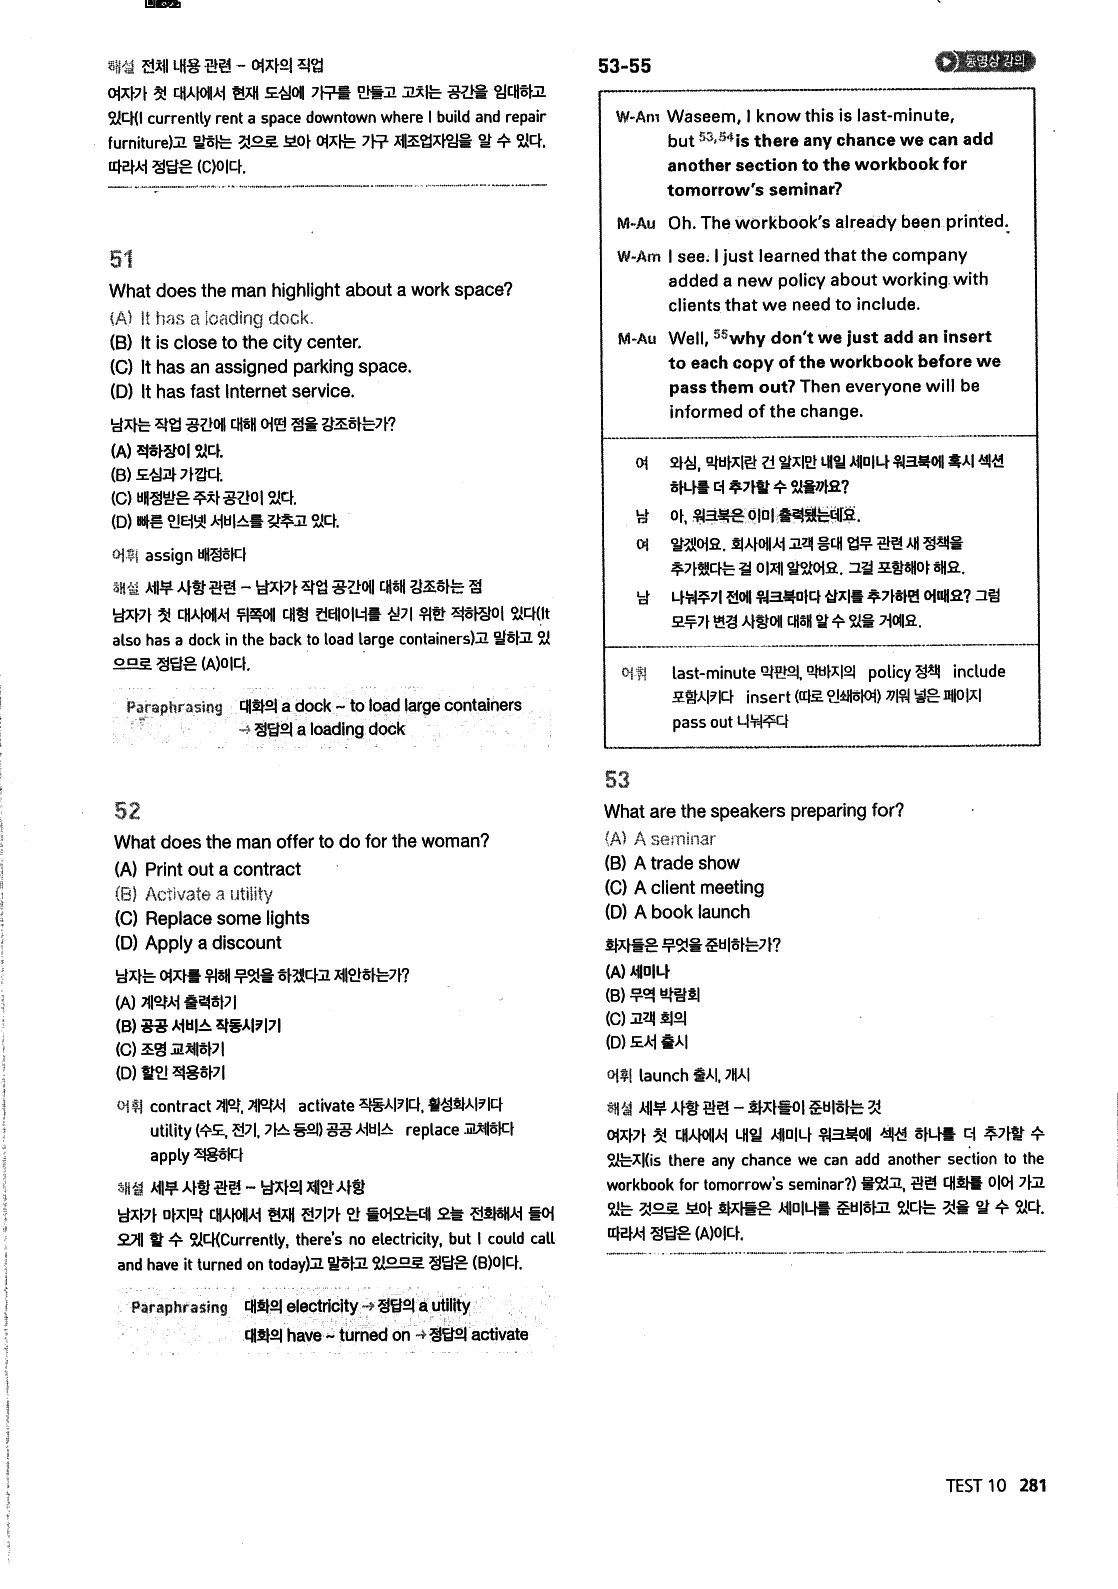 해설 전체 내용 관련 – 여자의 직업
여자가 첫 대사에서 현재 도심에 가구를 만들고 고치는 공간을 임대하고
있다(I currently rent a space downtown where I build and repair
furniture)고 말하는 것으로 보아 여자는 가구 제조업자임을 알 수 있다.
따라서 정답은 (C)이다.
51
What does the man highlight about a work space?
(A) It has a loading dock.
(B) It is close to the city center.
(C) It has an assigned parking space.
(D) It has fast Internet service.
남자는 작업 공간에 대해 어떤 점을 강조하는가?
(A) 적하장이 있다.
(B) 도심과 가깝다.
(C) 배정받은 주차 공간이 있다.
(D) 빠른 인터넷 서비스를 갖추고 있다.
어휘 assign 배정하다
해설 세부 사항 관련 – 남자가 작업 공간에 대해 강조하는 점
남자가 첫 대사에서 뒤쪽에 대형 컨테이너를 싣기 위한 적하장이 있다(It
also has a dock in the back to load large containers)고 말하고 있
으므로 정답은 (A)이다.
Paraphrasing 대화의 a dock ~ to load large containers
→ 정답의 a loading dock
52
What does the man offer to do for the woman?
(A) Print out a contract
(B) Activate a utility
(C) Replace some lights
(D) Apply a discount
남자는 여자를 위해 무엇을 하겠다고 제안하는가?
(A) 계약서 출력하기
(B) 공공 서비스 작동시키기
(C) 조명 교체하기
(D) 할인 적용하기
어휘 contract 계약, 계약서 activate 작동시키다, 활성화시키다
utility (수도, 전기, 가스 등의) 공공 서비스 replace 교체하다
apply 적용하다
해설 세부 사항 관련 – 남자의 제안 사항
남자가 마지막 대사에서 현재 전기가 안 들어오는데 오늘 전화해서 들어
오게 할 수 있다(Currently, there's no electricity, but I could call
and have it turned on today)고 말하고 있으므로 정답은 (B)이다.
Paraphrasing 대화의 electricity → 정답의 a utility
대화의 have ~ turned on → 정답의 activate
53-55 동영상 강의
W-Am Waseem, I know this is last-minute,
but 53,54is there any chance we can add
another section to the workbook for
tomorrow's seminar?
M-Au Oh. The workbook's already been printed.
W-Am I see. I just learned that the company
added a new policy about working with
clients that we need to include.
M-Au Well, 55why don't we just add an insert
to each copy of the workbook before we
pass them out? Then everyone will be
informed of the change.
여 와심, 막바지란 건 알지만 내일 세미나 워크북에 혹시 섹션
하나를 더 추가할 수 있을까요?
남 아, 워크북은 이미 출력됐는데요.
여 알겠어요. 회사에서 고객 응대 업무 관련 새 정책을
추가했다는 걸 이제 알았어요. 그걸 포함해야 해요.
남 나눠주기 전에 워크북마다 삽지를 추가하면 어때요? 그럼
모두가 변경 사항에 대해 알 수 있을 거예요.
어휘 last-minute 막판의, 막바지의 policy 정책 include
포함시키다 insert (따로 인쇄하여) 끼워 넣은 페이지
pass out 나눠주다
53
What are the speakers preparing for?
(A) A seminar
(B) A trade show
(C) A client meeting
(D) A book launch
화자들은 무엇을 준비하는가?
(A) 세미나
(B) 무역 박람회
(C) 고객 회의
(D) 도서 출시
어휘 launch 출시, 개시
해설 세부 사항 관련 – 화자들이 준비하는 것
여자가 첫 대사에서 내일 세미나 워크북에 섹션 하나를 더 추가할 수
있는지(is there any chance we can add another section to the
workbook for tomorrow's seminar?) 물었고, 관련 대화를 이어 가고
있는 것으로 보아 화자들은 세미나를 준비하고 있다는 것을 알 수 있다.
따라서 정답은 (A)이다.
TEST 10 281